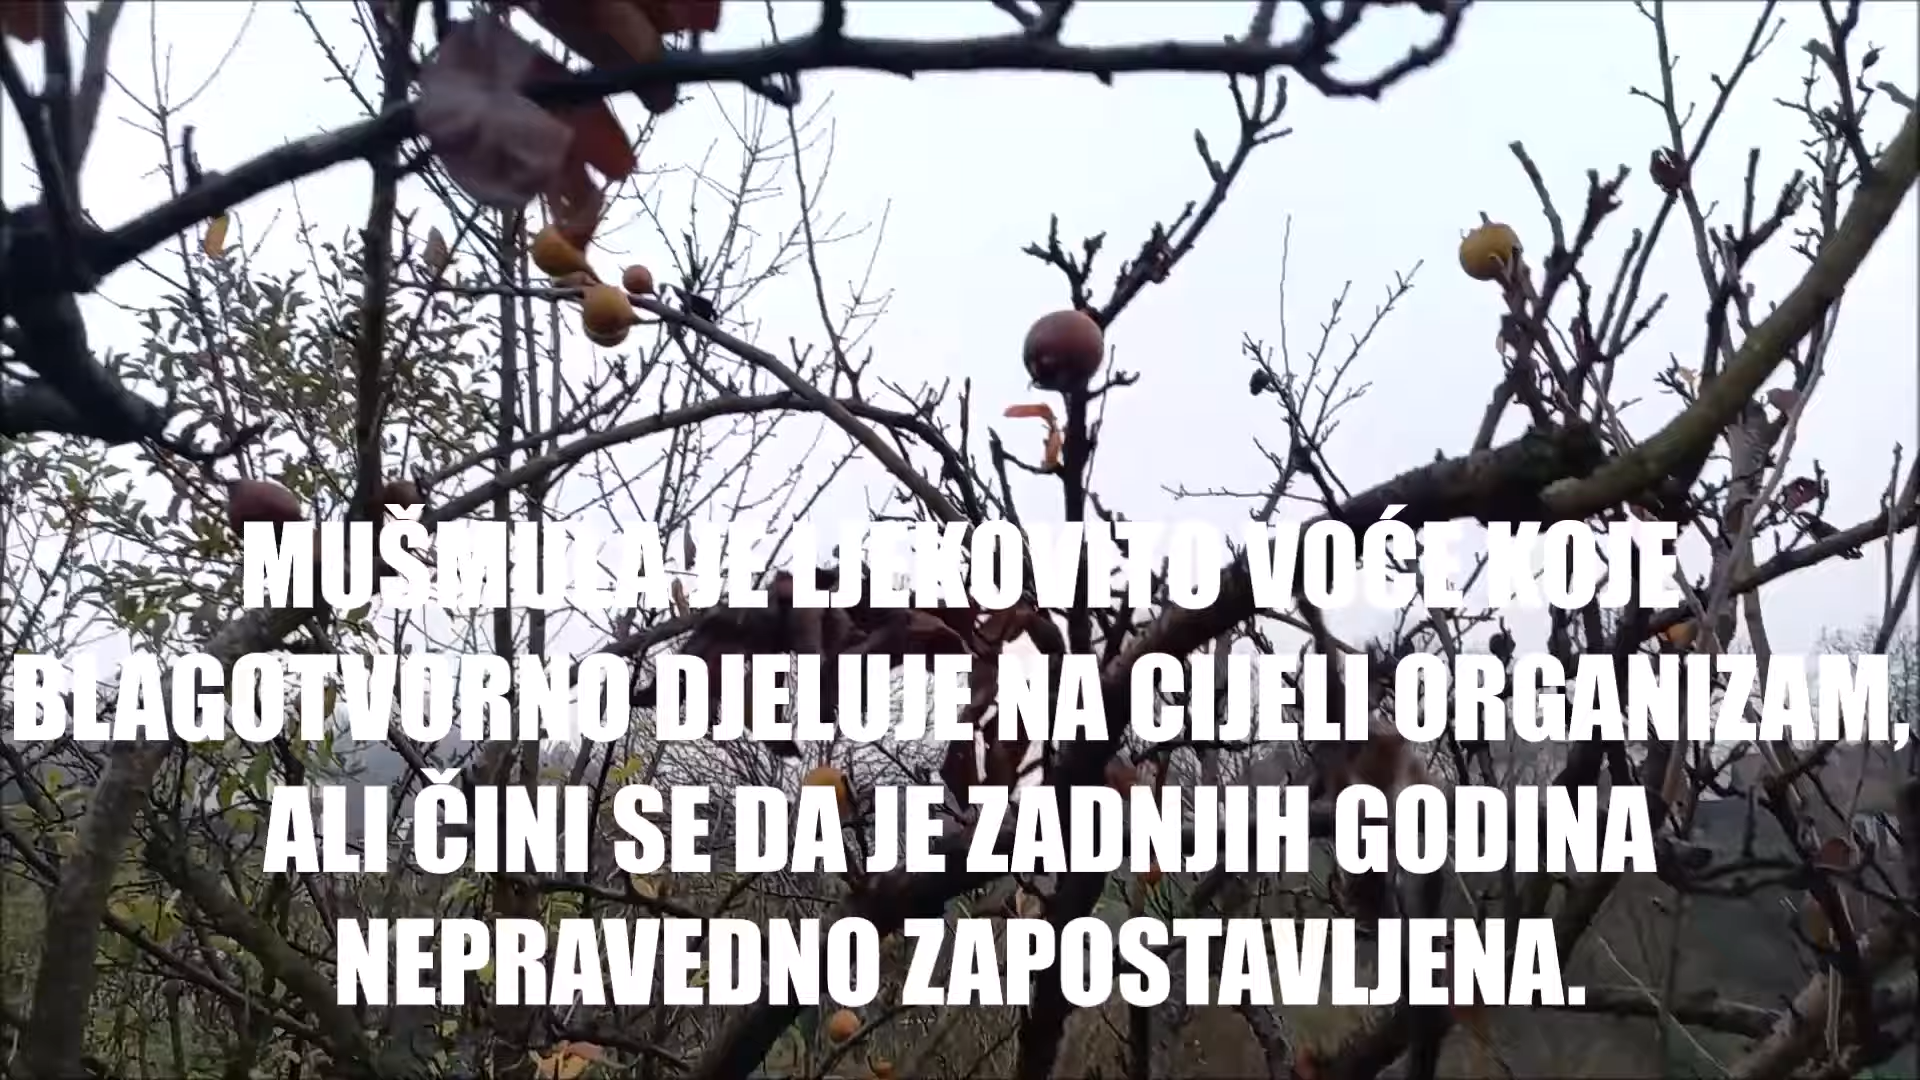 MUŠMULA JE LJEKOVITO VOĆE KOJE
BLAGOTVORNO DJELUJE NA CIJELI ORGANIZAM,
ALI ČINI SE DA JE ZADNJIH GODINA
NEPRAVEDNO ZAPOSTAVLJENA.